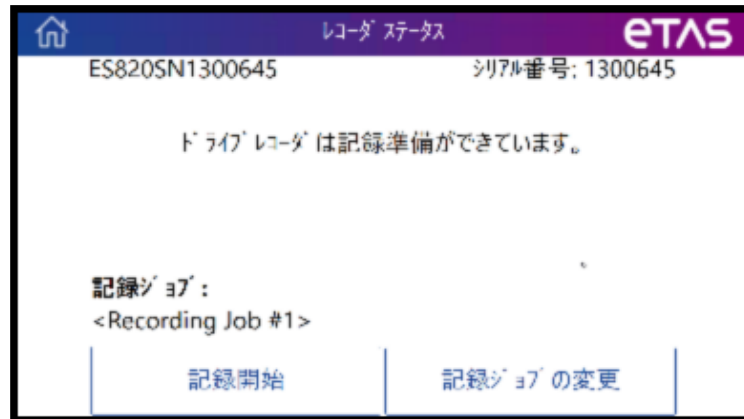 ﾚｺｰﾀﾞ ｽﾃｰﾀｽ eTAS
ES820SN1300645 ｼﾘｱﾙ番号: 1300645
ﾄﾞﾗｲﾌﾞﾚｺｰﾀﾞは記録準備ができています。
記録ｼﾞｮﾌﾞ:
<Recording Job #1>
記録開始 記録ｼﾞｮﾌﾞの変更